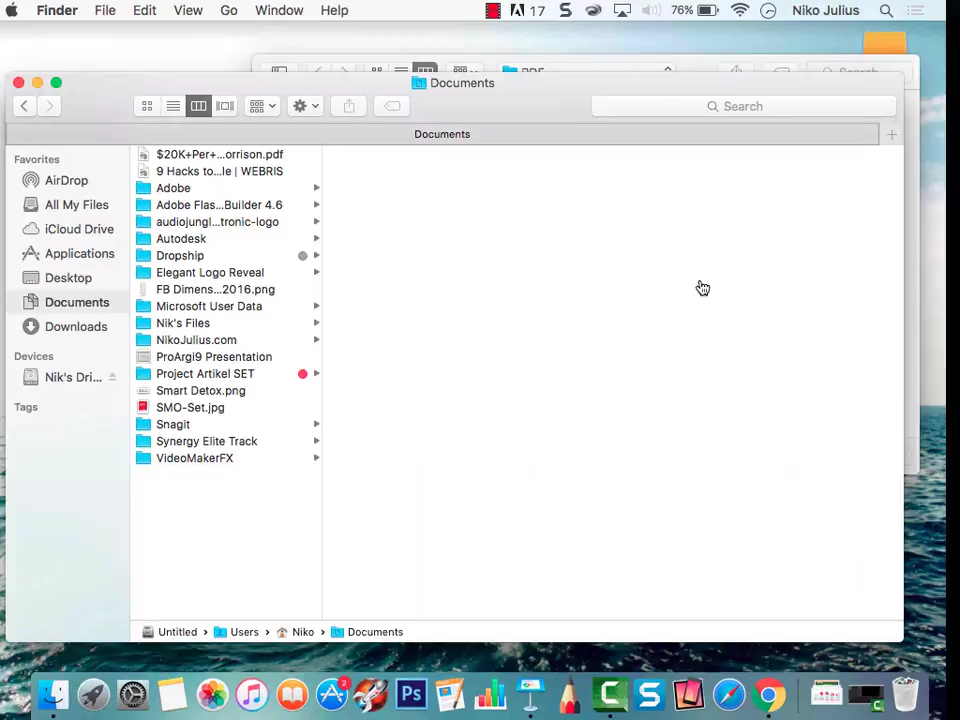 Finder File Edit View Go Window Help 17 76% Niko Julius
PDF Search
Documents
Search
Documents
Favorites
AirDrop
All My Files
iCloud Drive
Applications
Desktop
Documents
Downloads
Devices
Nik's Dri...
Tags
$20K+Per+...orrison.pdf
9 Hacks to...le | WEBRIS
Adobe
Adobe Flas...Builder 4.6
audiojungl...tronic-logo
Autodesk
Dropship
Elegant Logo Reveal
FB Dimens...2016.png
Microsoft User Data
Nik's Files
NikoJulius.com
ProArgi9 Presentation
Project Artikel SET
Smart Detox.png
SMO-Set.jpg
Snagit
Synergy Elite Track
VideoMakerFX
Untitled › Users › Niko › Documents
2
Ps